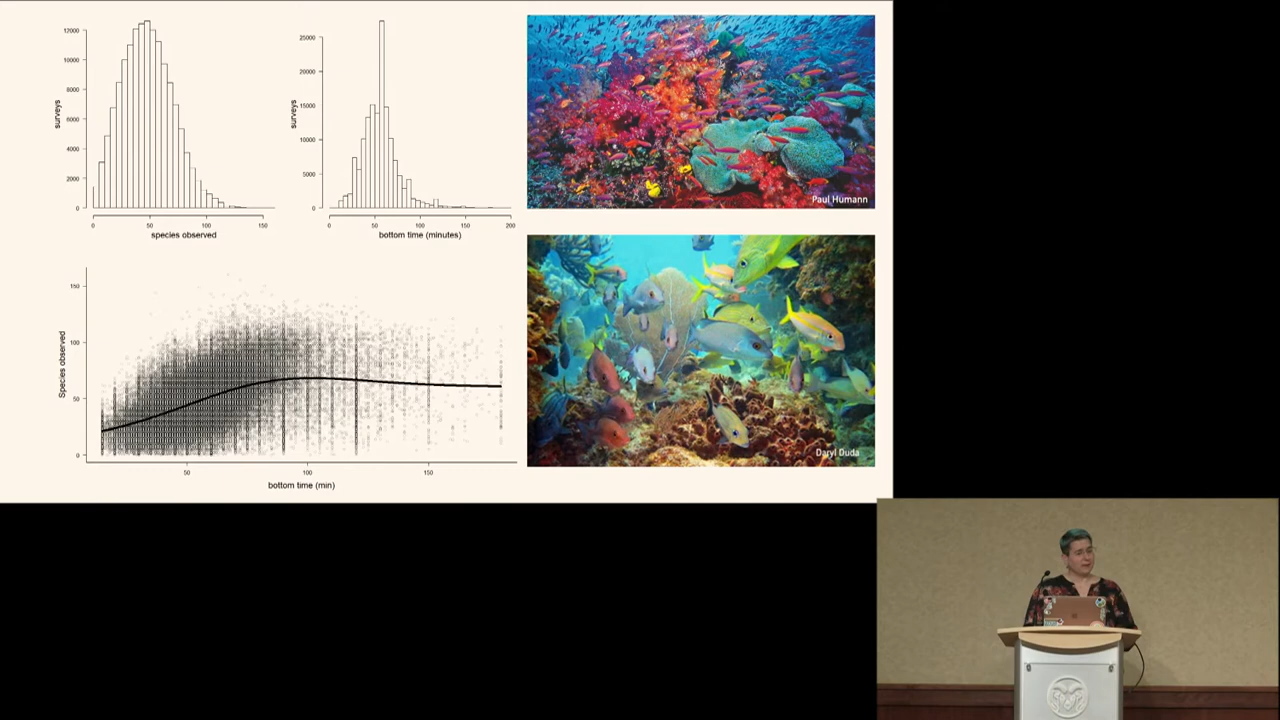 12000
10000
8000
6000
4000
2000
0
surveys
0 50 100 150
species observed
25000
15000
10000
5000
0
surveys
0 50 100 150 200
bottom time (minutes)
Paul Humann
150
100
50
0
Species observed
50 100 150
bottom time (min)
Daryl Duda